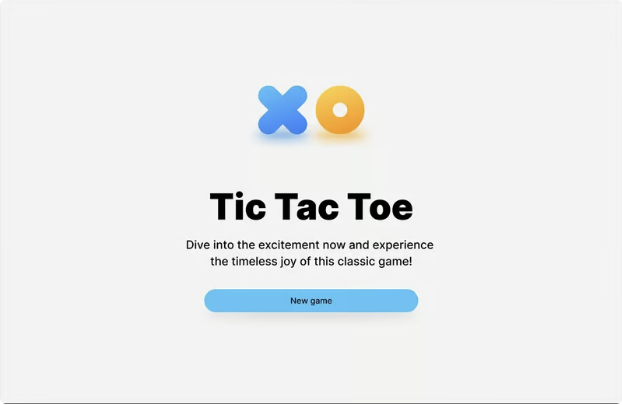 XO
Tic Tac Toe
Dive into the excitement now and experience
the timeless joy of this classic game!
New game